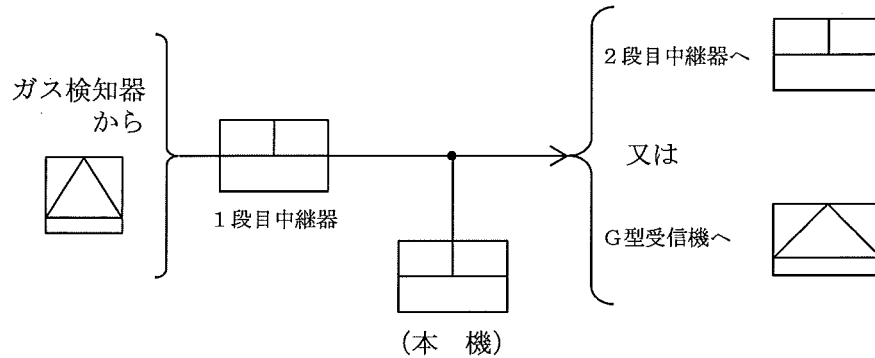 ガス検知器
から
1段目中継器
(本 機)
2段目中継器へ
又は
G型受信機へ